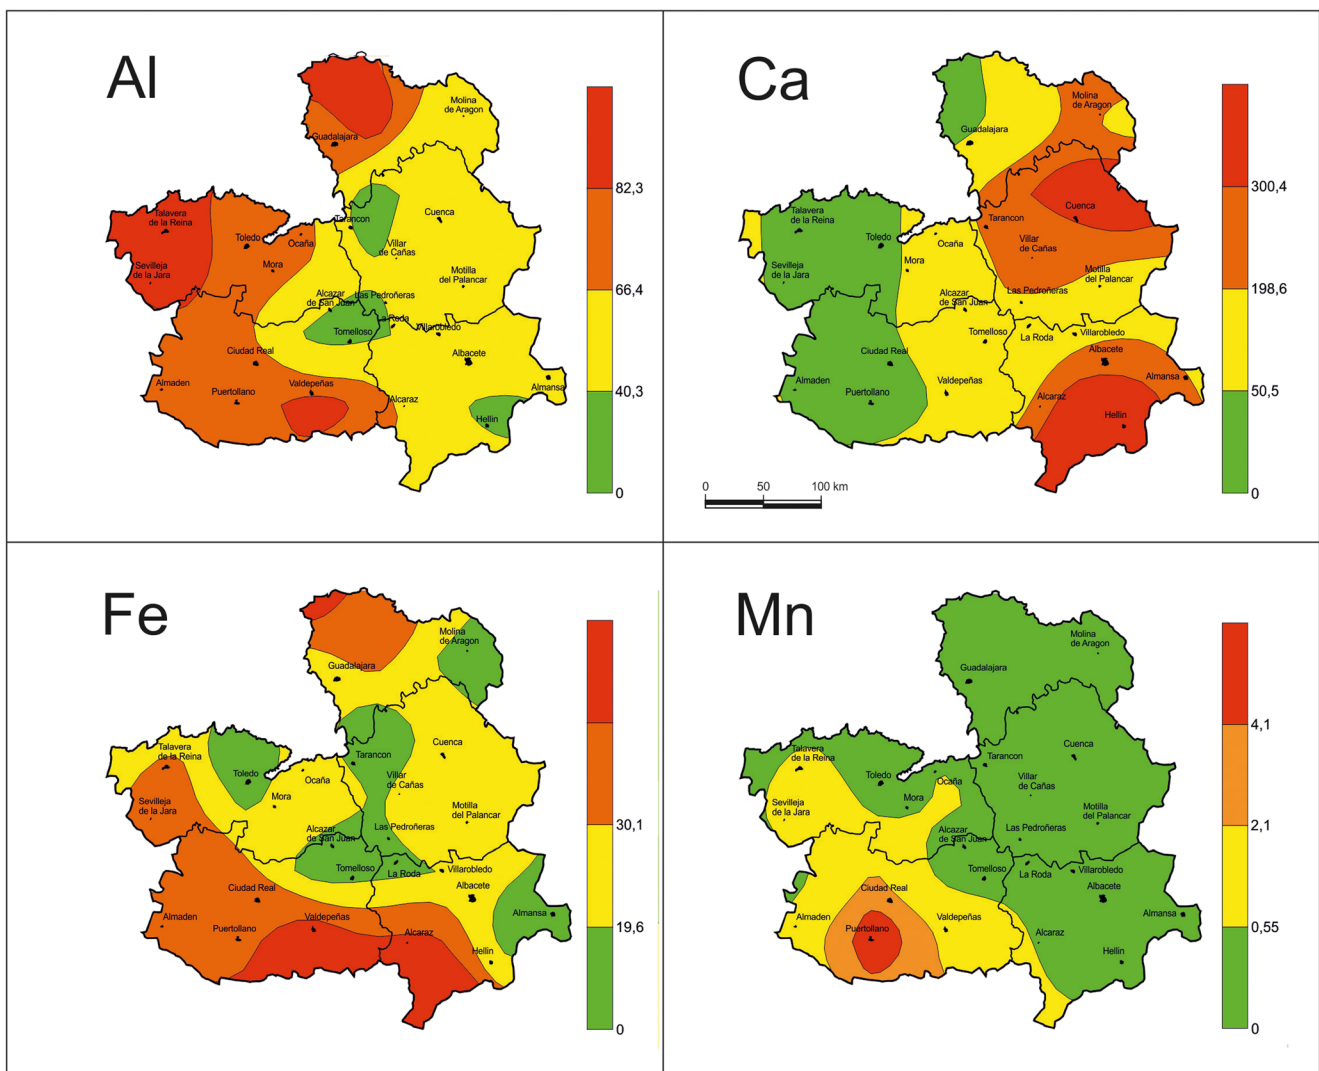 Al
Molina
de Aragon
Guadalajara
Talavera
de la Reina
Toledo
Ocaña
Tarancon
Cuenca
Villar
de Cañas
Sevilleja
de la Jara
Mora
Motilla
del Palancar
Alcazar
de San Juan
Las Pedroñeras
La Roda
Tomelloso
Villarobledo
Ciudad Real
Albacete
Almaden
Puertollano
Valdepeñas
Alcaraz
Almansa
Hellin
82,3
66,4
40,3
0
Ca
Molina
de Aragon
Guadalajara
Talavera
de la Reina
Toledo
Ocaña
Tarancon
Cuenca
Villar
de Cañas
Sevilleja
de la Jara
Mora
Motilla
del Palancar
Alcazar
de San Juan
Las Pedroñeras
La Roda
Tomelloso
Villarobledo
Ciudad Real
Albacete
Almaden
Puertollano
Valdepeñas
Alcaraz
Almansa
Hellin
300,4
198,6
50,5
0
0 50 100 km
Fe
Molina
de Aragon
Guadalajara
Talavera
de la Reina
Toledo
Ocaña
Tarancon
Cuenca
Villar
de Cañas
Sevilleja
de la Jara
Mora
Motilla
del Palancar
Alcazar
de San Juan
Las Pedroñeras
La Roda
Tomelloso
Villarobledo
Ciudad Real
Albacete
Almaden
Puertollano
Valdepeñas
Alcaraz
Almansa
Hellin
30,1
19,6
0
Mn
Molina
de Aragon
Guadalajara
Talavera
de la Reina
Toledo
Ocaña
Tarancon
Cuenca
Villar
de Cañas
Sevilleja
de la Jara
Mora
Motilla
del Palancar
Alcazar
de San Juan
Las Pedroñeras
La Roda
Tomelloso
Villarobledo
Ciudad Real
Albacete
Almaden
Puertollano
Valdepeñas
Alcaraz
Almansa
Hellin
4,1
2,1
0,55
0